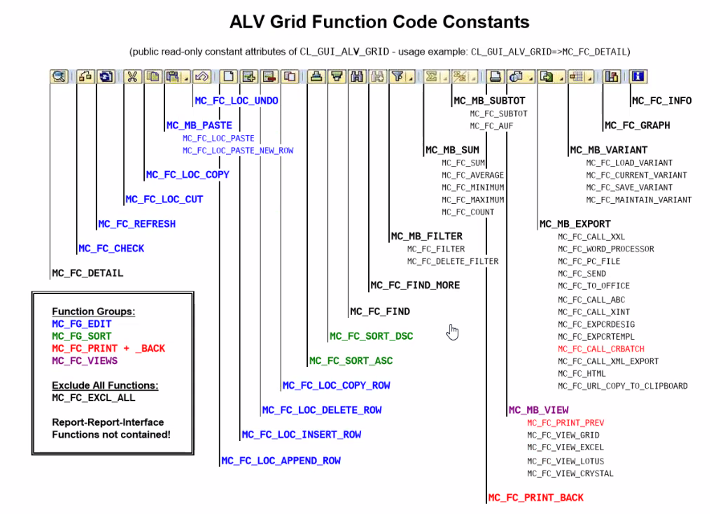 ALV Grid Function Code Constants
(public read-only constant attributes of CL_GUI_ALV_GRID - usage example: CL_GUI_ALV_GRID=>MC_FC_DETAIL)
MC_FC_LOC_UNDO
MC_MB_PASTE
MC_FC_LOC_PASTE
MC_FC_LOC_PASTE_NEW_ROW
MC_FC_LOC_COPY
MC_FC_LOC_CUT
MC_FC_REFRESH
MC_FC_CHECK
MC_FC_DETAIL
MC_MB_SUBTOT
MC_FC_SUBTOT
MC_FC_AUF
MC_MB_SUM
MC_FC_SUM
MC_FC_AVERAGE
MC_FC_MINIMUM
MC_FC_MAXIMUM
MC_FC_COUNT
MC_MB_FILTER
MC_FC_FILTER
MC_FC_DELETE_FILTER
MC_FC_FIND_MORE
MC_FC_FIND
MC_FC_SORT_DSC
MC_FC_SORT_ASC
MC_FC_LOC_COPY_ROW
MC_FC_LOC_DELETE_ROW
MC_FC_LOC_INSERT_ROW
MC_FC_LOC_APPEND_ROW
MC_FC_INFO
MC_FC_GRAPH
MC_MB_VARIANT
MC_FC_LOAD_VARIANT
MC_FC_CURRENT_VARIANT
MC_FC_SAVE_VARIANT
MC_FC_MAINTAIN_VARIANT
MC_MB_EXPORT
MC_FC_CALL_XXL
MC_FC_WORD_PROCESSOR
MC_FC_PC_FILE
MC_FC_SEND
MC_FC_TO_OFFICE
MC_FC_CALL_ABC
MC_FC_CALL_XINT
MC_FC_EXPCRDESIG
MC_FC_EXPCRTEMPL
MC_FC_CALL_CRBATCH
MC_FC_CALL_XML_EXPORT
MC_FC_HTML
MC_FC_URL_COPY_TO_CLIPBOARD
MC_MB_VIEW
MC_FC_PRINT_PREV
MC_FC_VIEW_GRID
MC_FC_VIEW_EXCEL
MC_FC_VIEW_LOTUS
MC_FC_VIEW_CRYSTAL
MC_FC_PRINT_BACK
Function Groups:
MC_FG_EDIT
MC_FG_SORT
MC_FC_PRINT + _BACK
MC_FC_VIEWS
Exclude All Functions:
MC_FC_EXCL_ALL
Report-Report-Interface
Functions not contained!